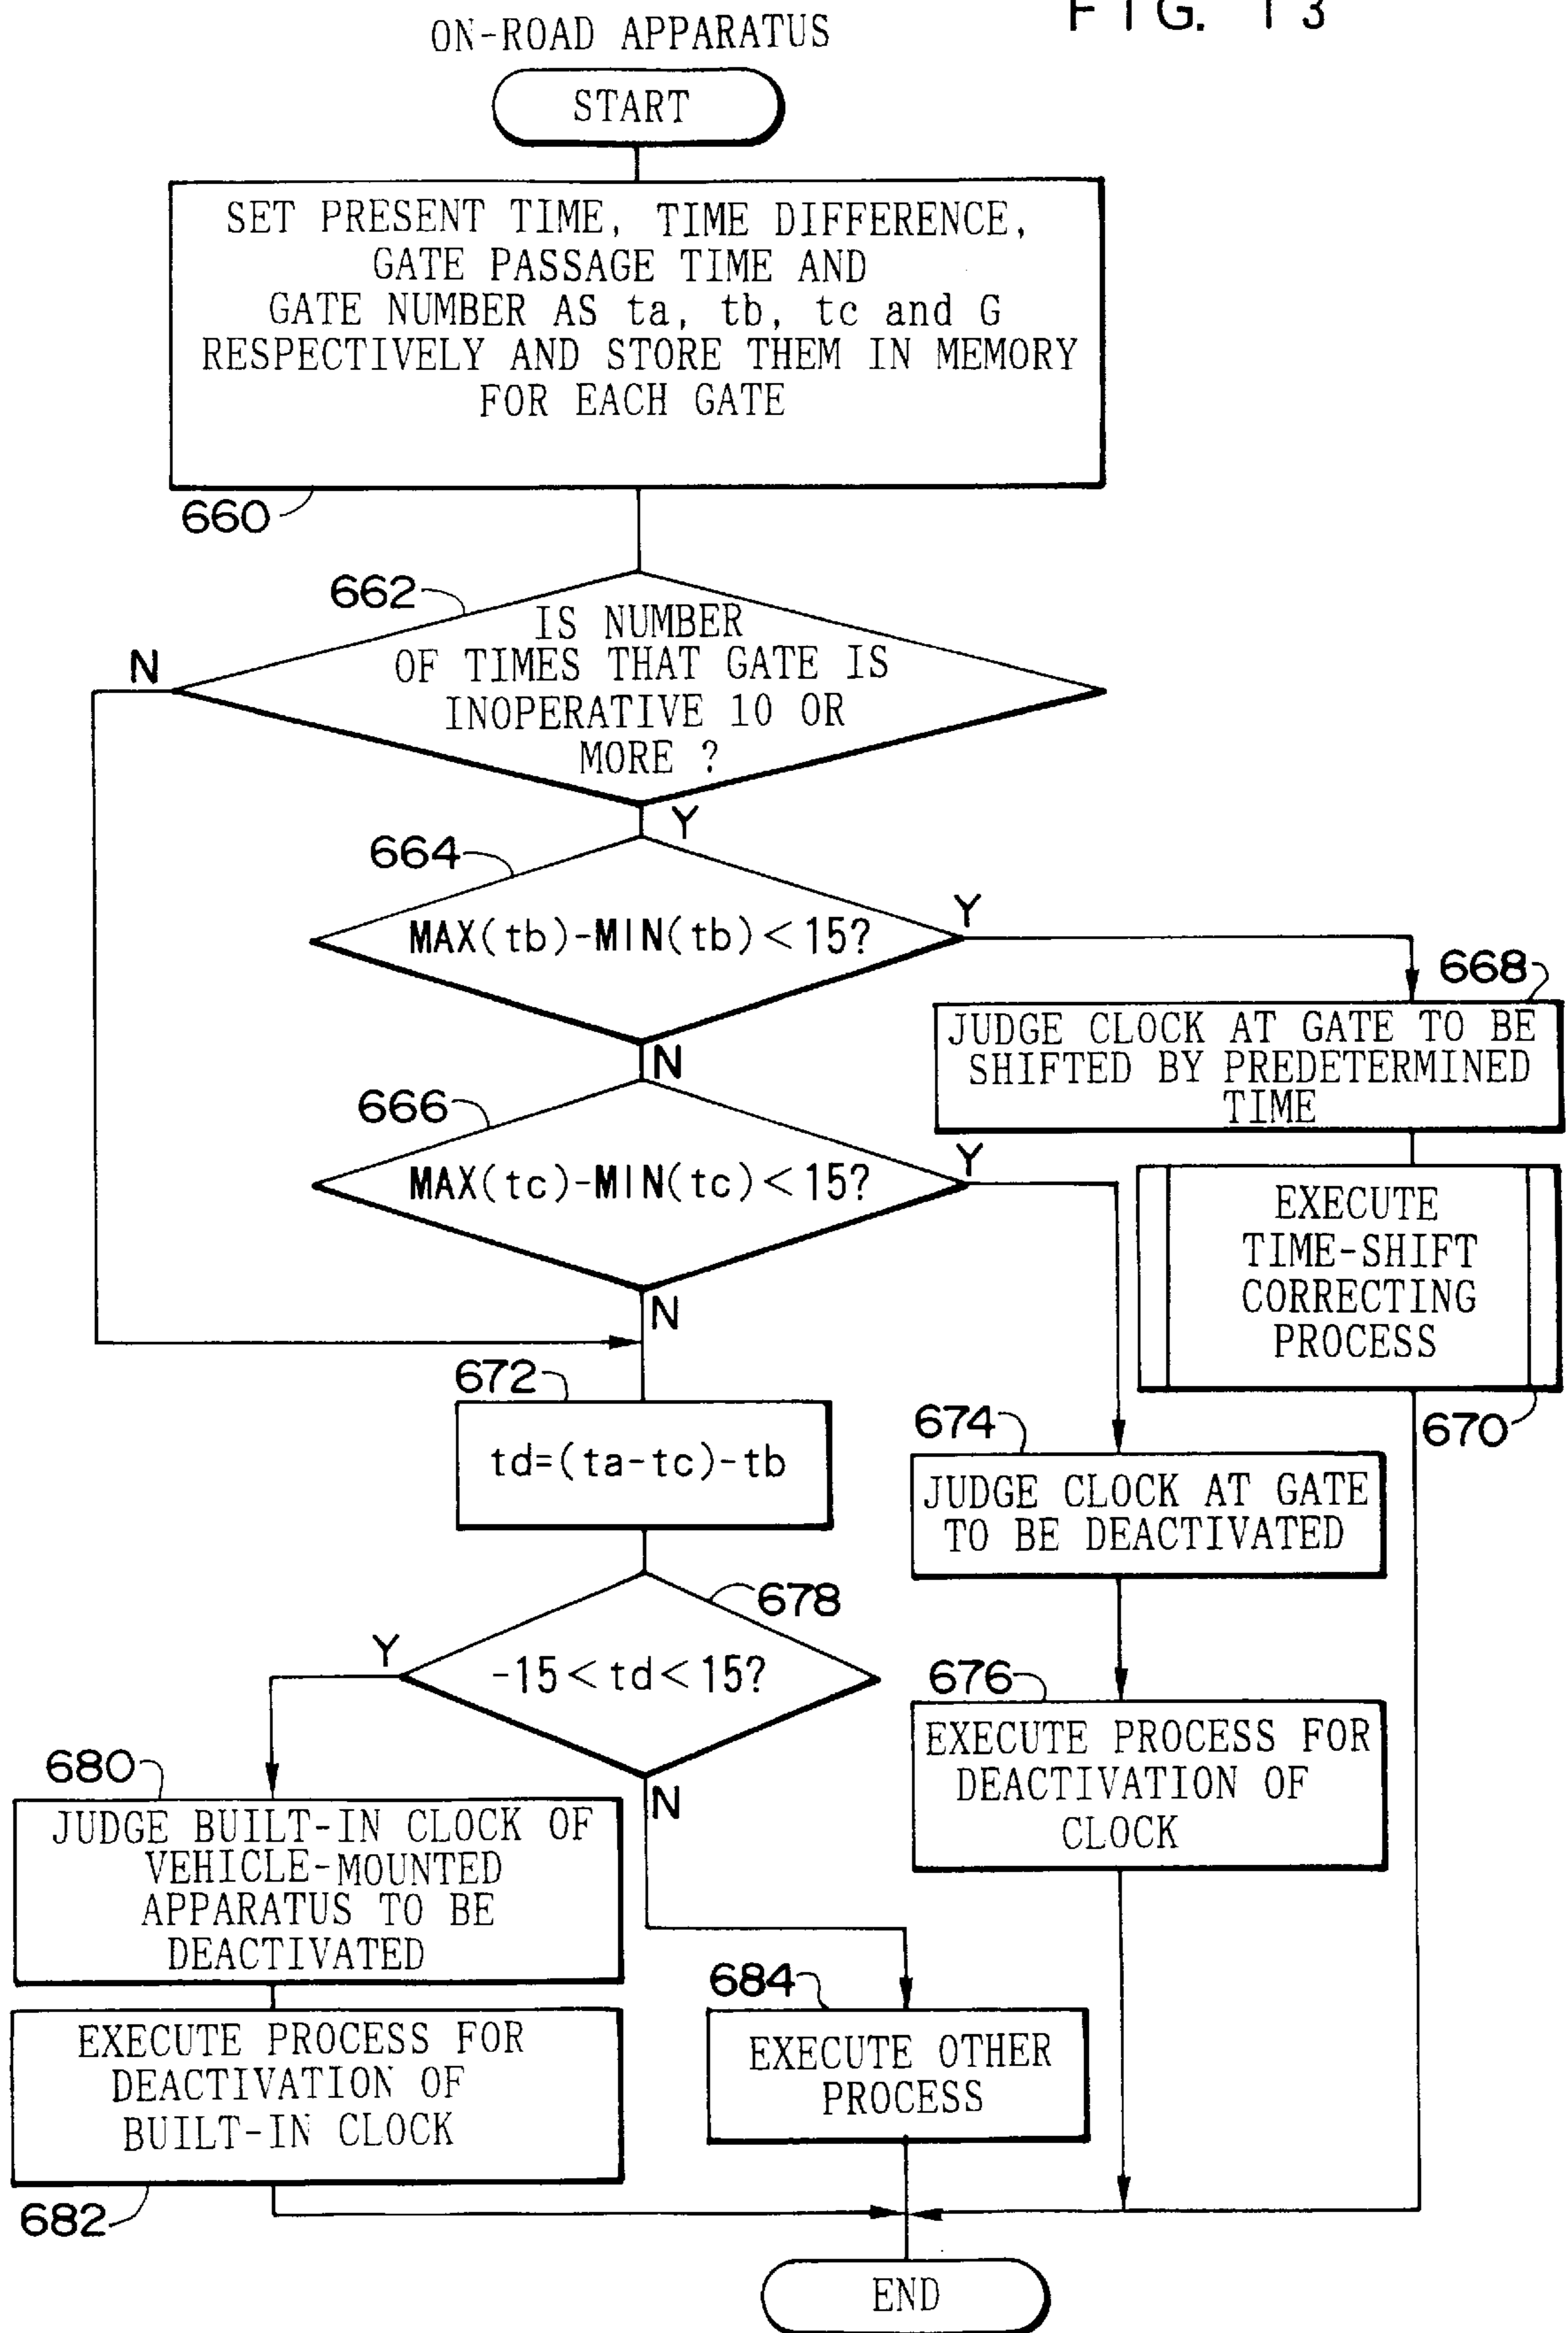 FIG. 13
ON-ROAD APPARATUS
START
SET PRESENT TIME, TIME DIFFERENCE,
GATE PASSAGE TIME AND
GATE NUMBER AS ta, tb, tc and G
RESPECTIVELY AND STORE THEM IN MEMORY
FOR EACH GATE
660
662
IS NUMBER
OF TIMES THAT GATE IS
INOPERATIVE 10 OR
MORE ?
N
Y
664
MAX(tb)-MIN(tb)<15?
Y
N
668
JUDGE CLOCK AT GATE TO BE
SHIFTED BY PREDETERMINED
TIME
666
MAX(tc)-MIN(tc)<15?
Y
N
EXECUTE
TIME-SHIFT
CORRECTING
PROCESS
670
672
td=(ta-tc)-tb
674
JUDGE CLOCK AT GATE
TO BE DEACTIVATED
678
-15<td<15?
Y
N
676
EXECUTE PROCESS FOR
DEACTIVATION OF
CLOCK
680
JUDGE BUILT-IN CLOCK OF
VEHICLE-MOUNTED
APPARATUS TO BE
DEACTIVATED
684
EXECUTE OTHER
PROCESS
EXECUTE PROCESS FOR
DEACTIVATION OF
BUILT-IN CLOCK
682
END